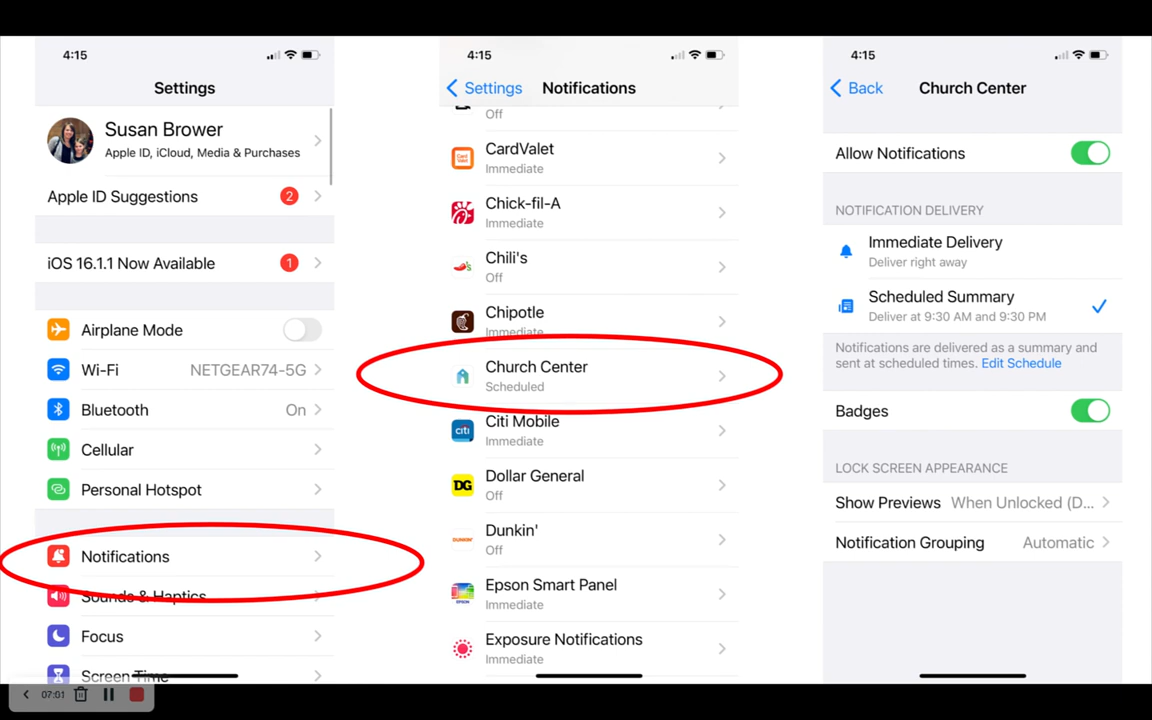 4:15
Settings
Susan Brower
Apple ID, iCloud, Media & Purchases
Apple ID Suggestions
2
iOS 16.1.1 Now Available
1
Airplane Mode
Wi-Fi
NETGEAR74-5G
Bluetooth
On
Cellular
Personal Hotspot
Notifications
Sounds & Haptics
Focus
Screen Time
4:15
Settings
Notifications
Off
CardValet
Immediate
Chick-fil-A
Immediate
Chili's
Off
Chipotle
Immediate
Church Center
Scheduled
citi
Citi Mobile
Immediate
DG
Dollar General
Off
DUNKIN'
Dunkin'
Off
EPSON
Epson Smart Panel
Immediate
Exposure Notifications
Immediate
4:15
Back
Church Center
Allow Notifications
NOTIFICATION DELIVERY
Immediate Delivery
Deliver right away
Scheduled Summary
Deliver at 9:30 AM and 9:30 PM
Notifications are delivered as a summary and
sent at scheduled times. Edit Schedule
Badges
LOCK SCREEN APPEARANCE
Show Previews
When Unlocked (D...
Notification Grouping
Automatic
07:01